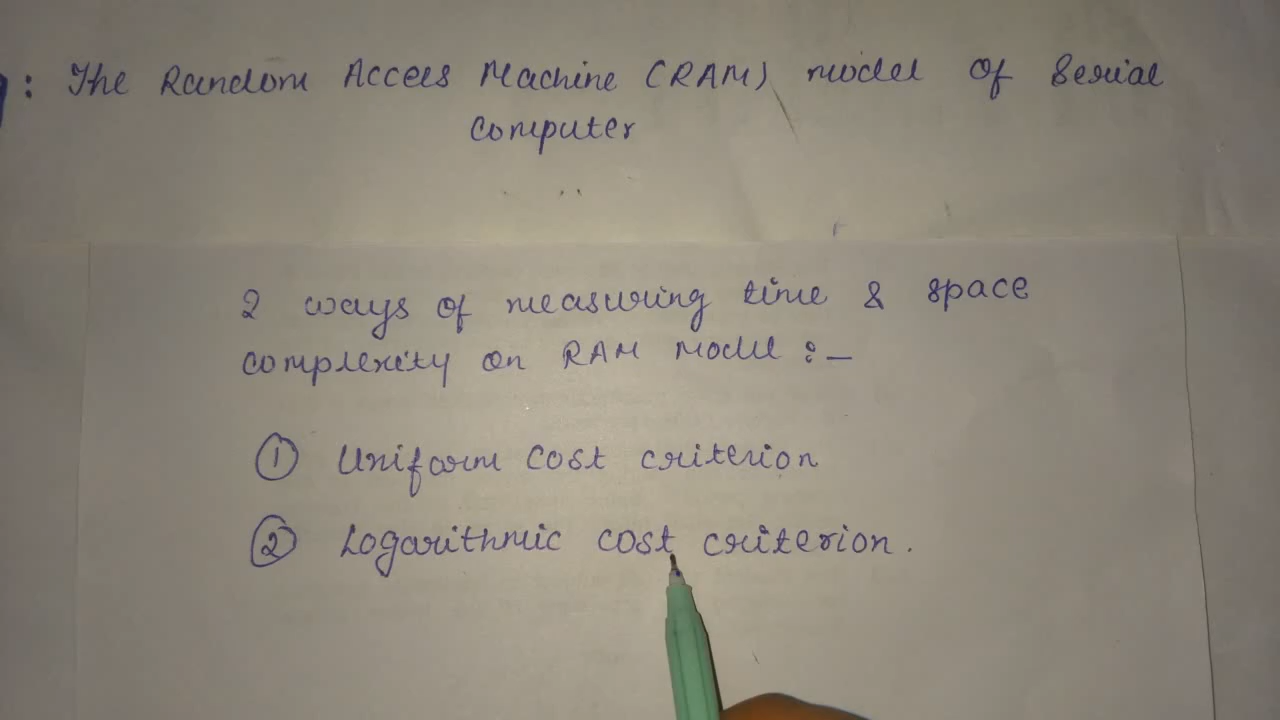 : The Random Access Machine (RAM) model of Serial
Computer
2 ways of measuring time & space
complexity on RAM Model :-
① Uniform cost criterion
② Logarithmic cost criterion.